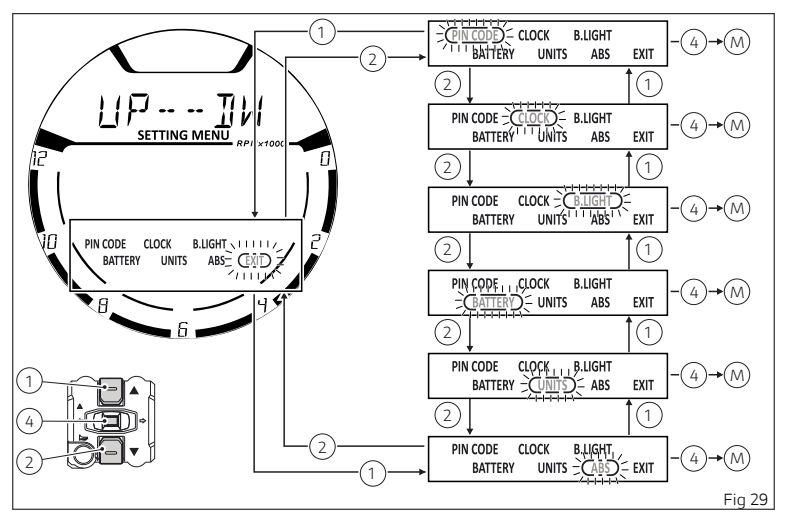 UP---DN
SETTING MENU
RPM x1000
12
0
10
2
8
4
6
PIN CODE CLOCK B.LIGHT
BATTERY UNITS ABS EXIT
1
4
2
1
2
PIN CODE CLOCK B.LIGHT
BATTERY UNITS ABS EXIT
4 M
2 1
PIN CODE CLOCK B.LIGHT
BATTERY UNITS ABS EXIT
4 M
2 1
PIN CODE CLOCK B.LIGHT
BATTERY UNITS ABS EXIT
4 M
2 1
PIN CODE CLOCK B.LIGHT
BATTERY UNITS ABS EXIT
4 M
2 1
PIN CODE CLOCK B.LIGHT
BATTERY UNITS ABS EXIT
4 M
2 1
2
1
PIN CODE CLOCK B.LIGHT
BATTERY UNITS ABS EXIT
4 M
Fig 29